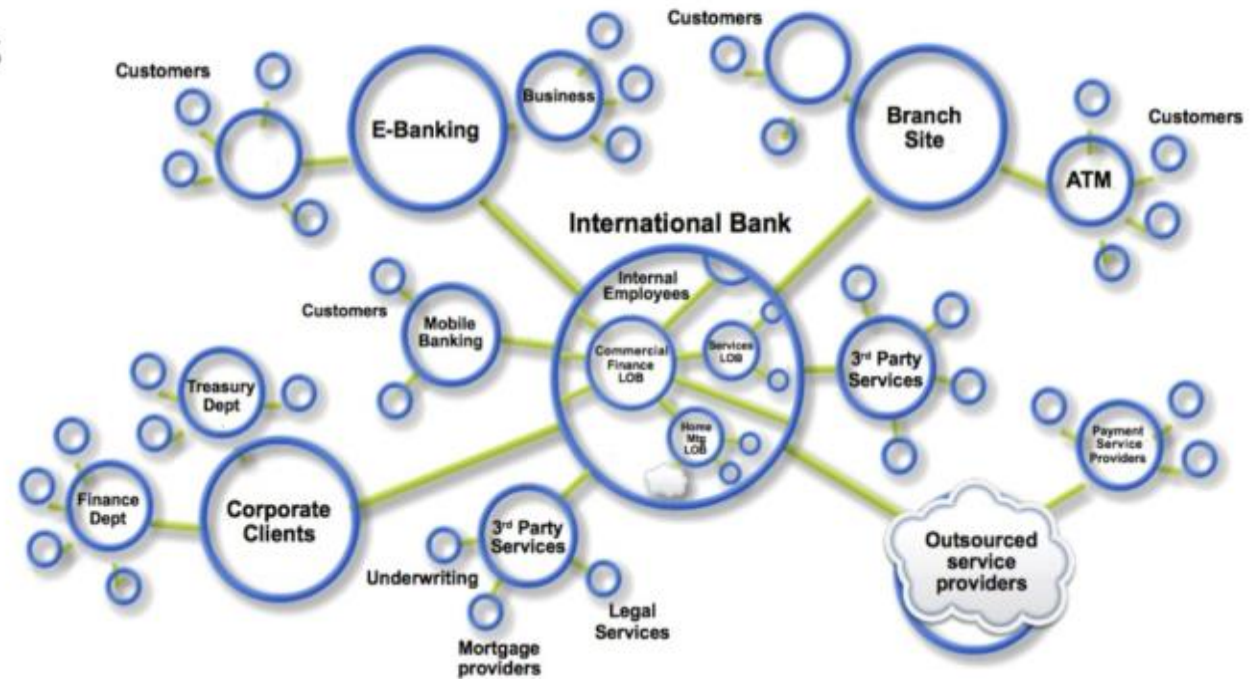 Customers
Customers
E-Banking
Business
Branch
Site
Customers
ATM
International Bank
Internal
Employees
Customers
Mobile
Banking
Commercial
Finance
LOB
Services
LOB
3rd Party
Services
Treasury
Dept
Home
Mtg
LOB
Payment
Service
Providers
Finance
Dept
Corporate
Clients
3rd Party
Services
Outsourced
service
providers
Underwriting
Legal
Services
Mortgage
providers